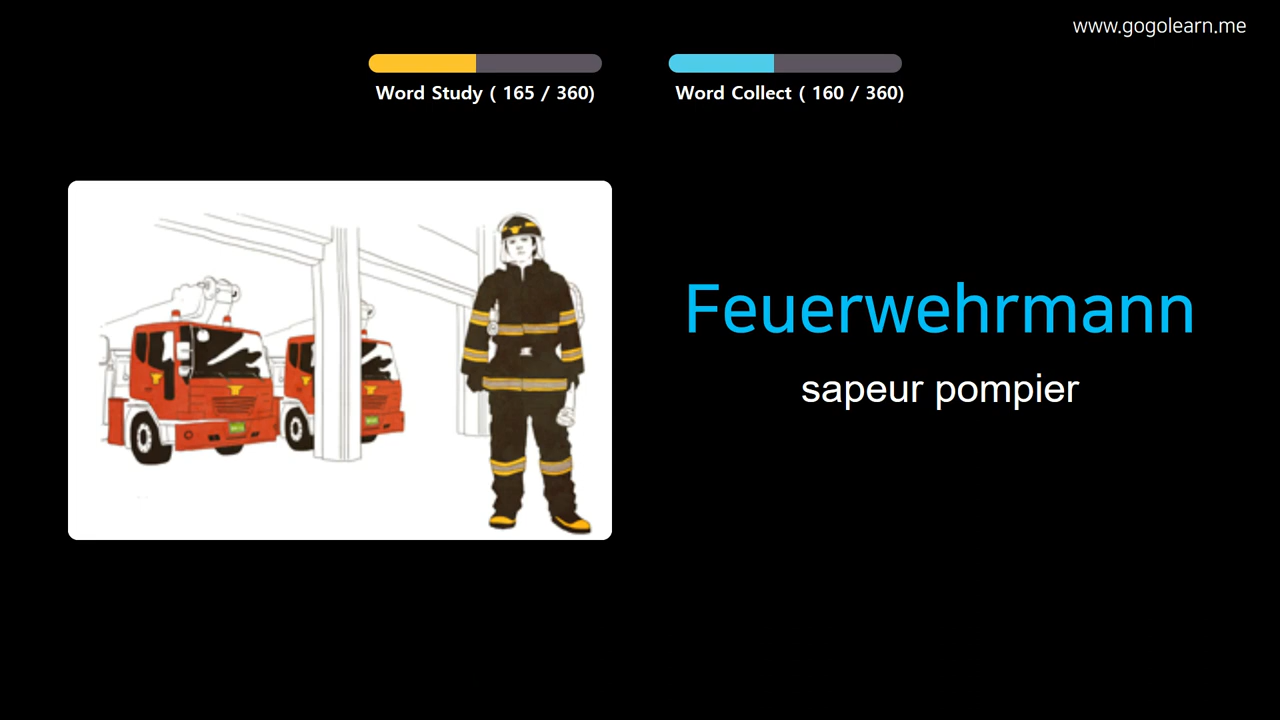 www.gogolearn.me
Word Study ( 165 / 360)
Word Collect ( 160 / 360)
Feuerwehrmann
sapeur pompier